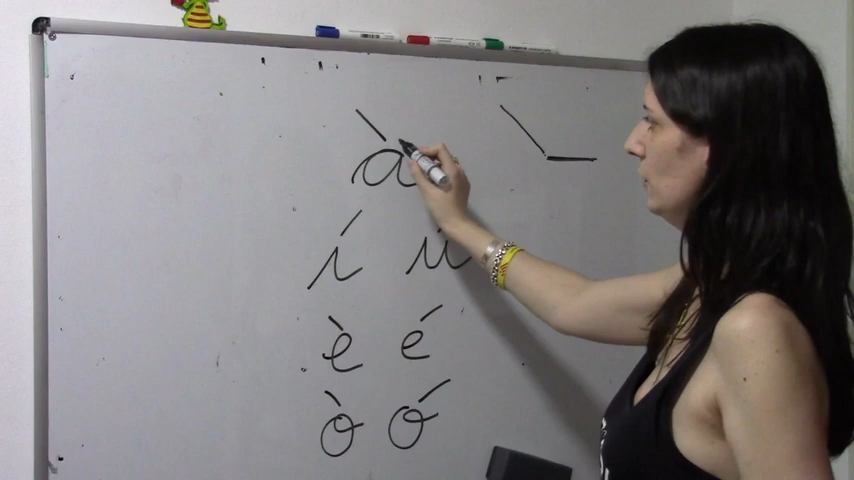 à
í ú
è é
ò ó